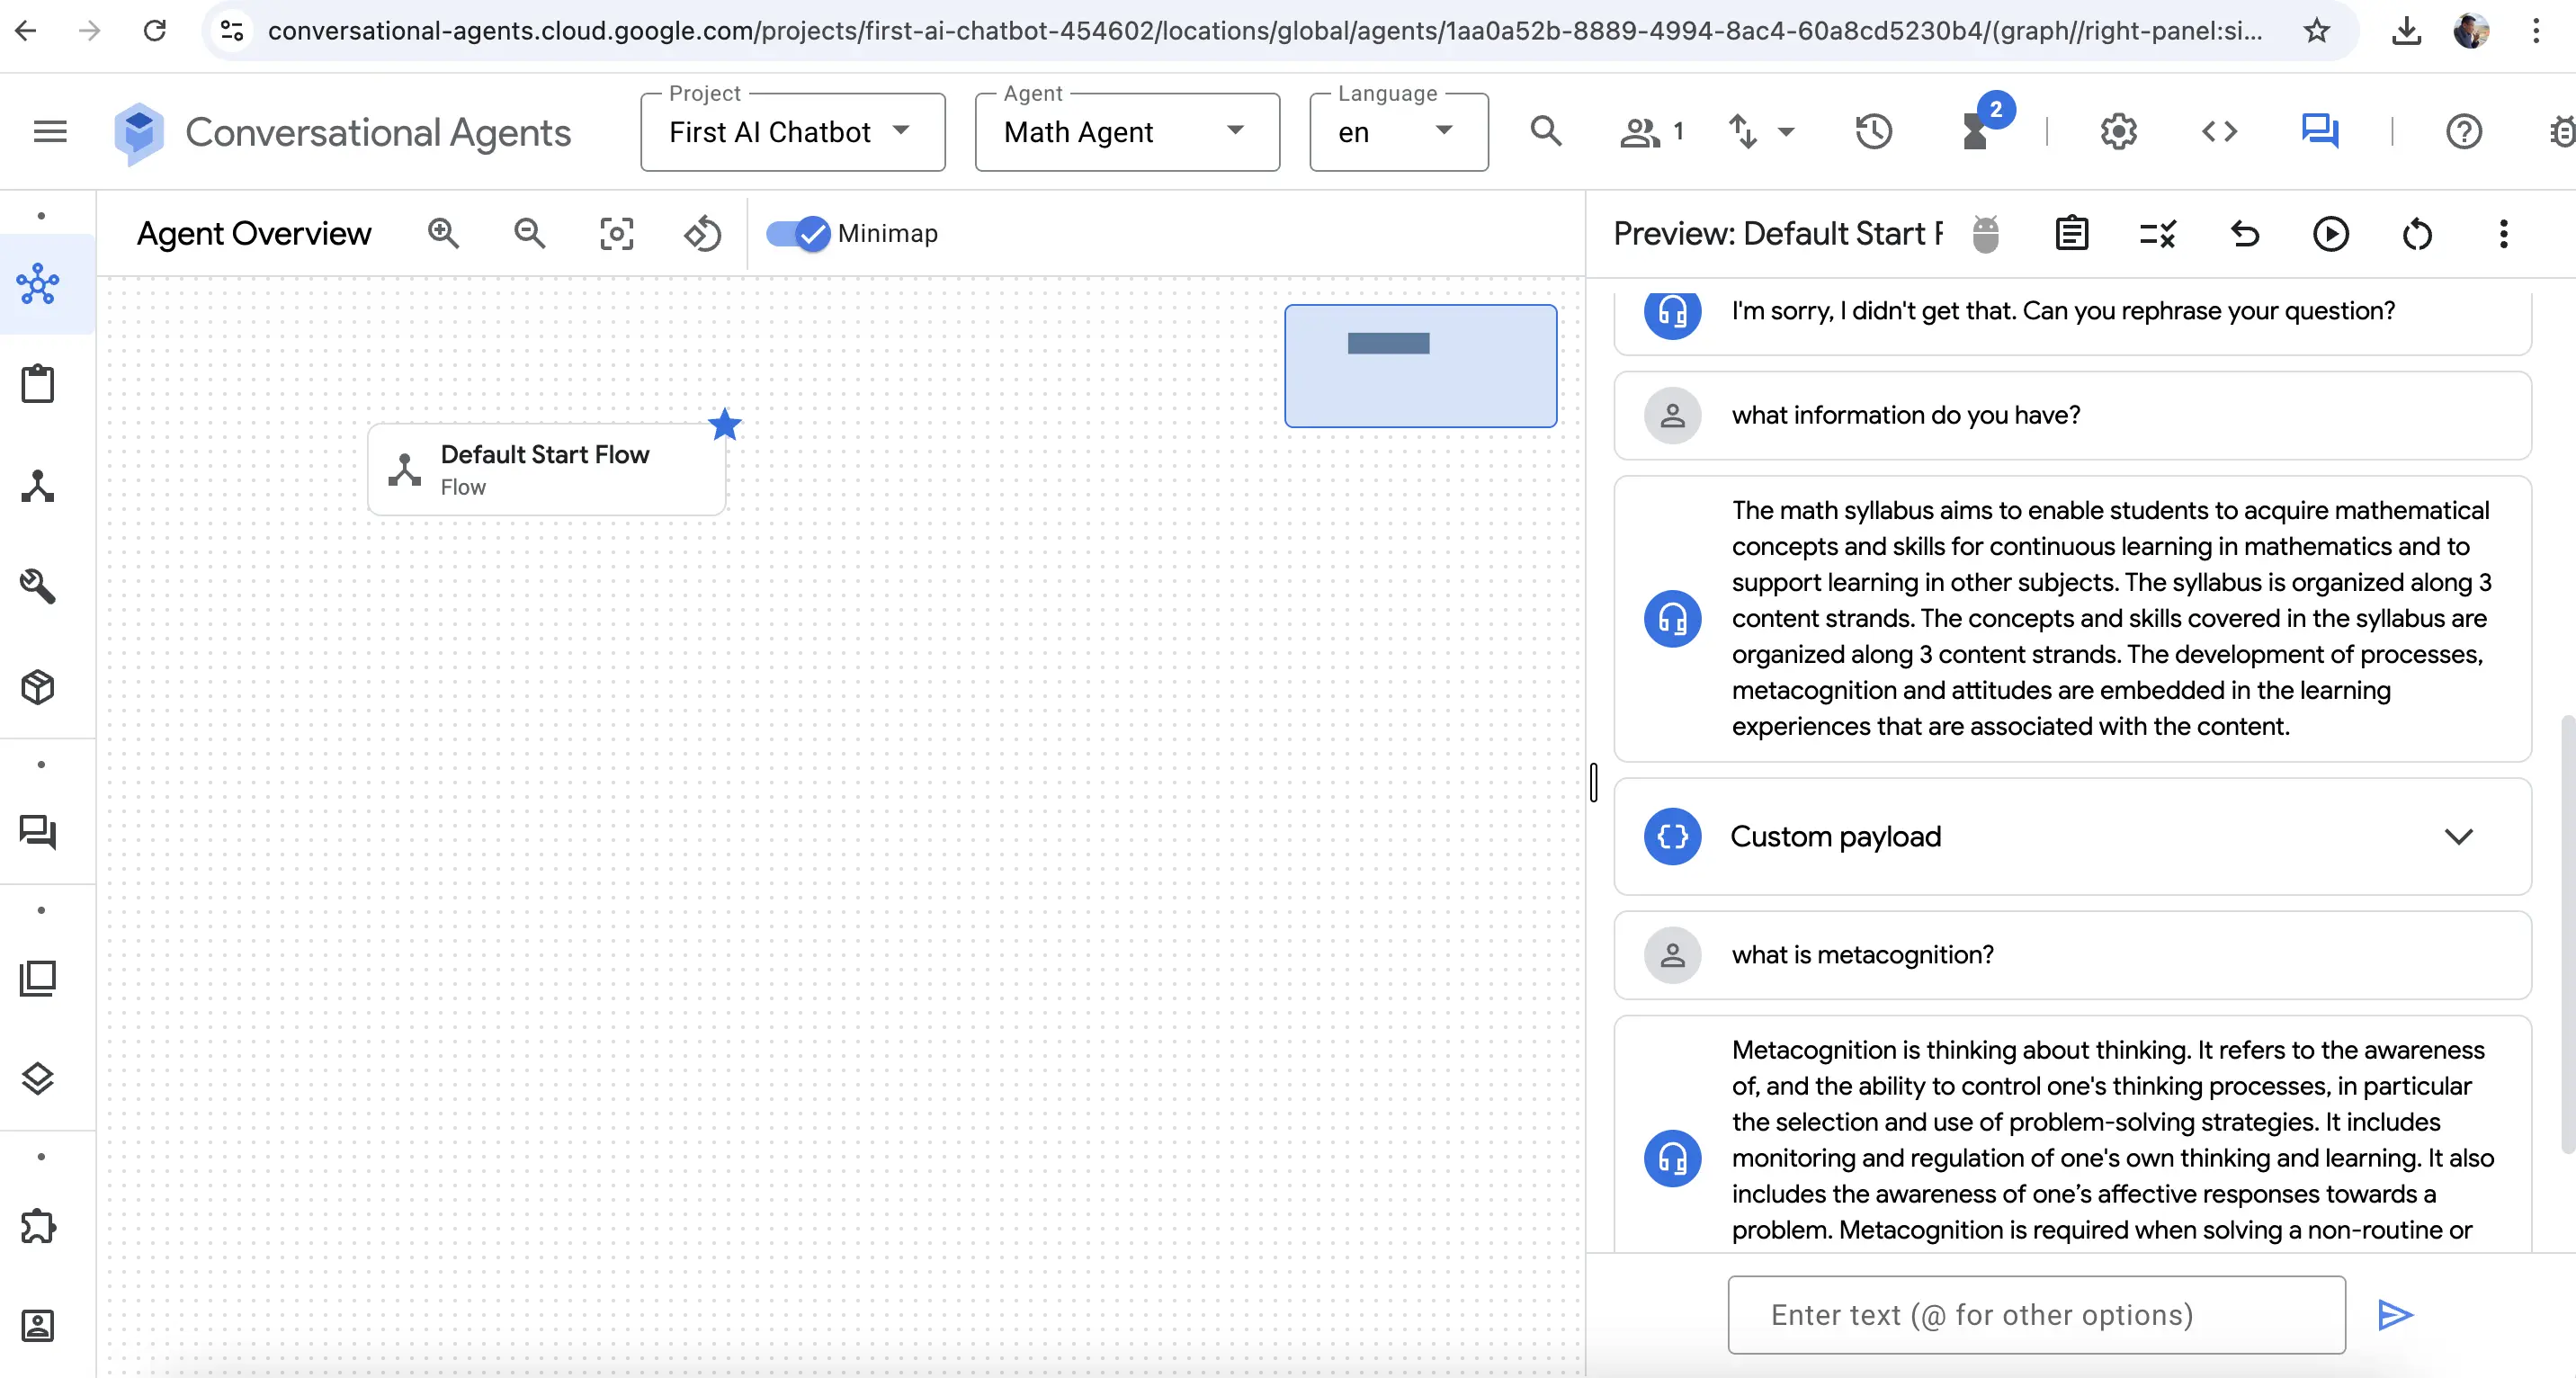 conversational-agents.cloud.google.com/projects/first-ai-chatbot-454602/locations/global/agents/1aa0a52b-8889-4994-8ac4-60a8cd5230b4/(graph//right-panel:si...
Conversational Agents
Project
First AI Chatbot
Agent
Math Agent
Language
en
1
2
Agent Overview
Minimap
Default Start Flow
Flow
Preview: Default Start F
I'm sorry, I didn't get that. Can you rephrase your question?
what information do you have?
The math syllabus aims to enable students to acquire mathematical
concepts and skills for continuous learning in mathematics and to
support learning in other subjects. The syllabus is organized along 3
content strands. The concepts and skills covered in the syllabus are
organized along 3 content strands. The development of processes,
metacognition and attitudes are embedded in the learning
experiences that are associated with the content.
Custom payload
what is metacognition?
Metacognition is thinking about thinking. It refers to the awareness
of, and the ability to control one's thinking processes, in particular
the selection and use of problem-solving strategies. It includes
monitoring and regulation of one's own thinking and learning. It also
includes the awareness of one’s affective responses towards a
problem. Metacognition is required when solving a non-routine or
Enter text (@ for other options)